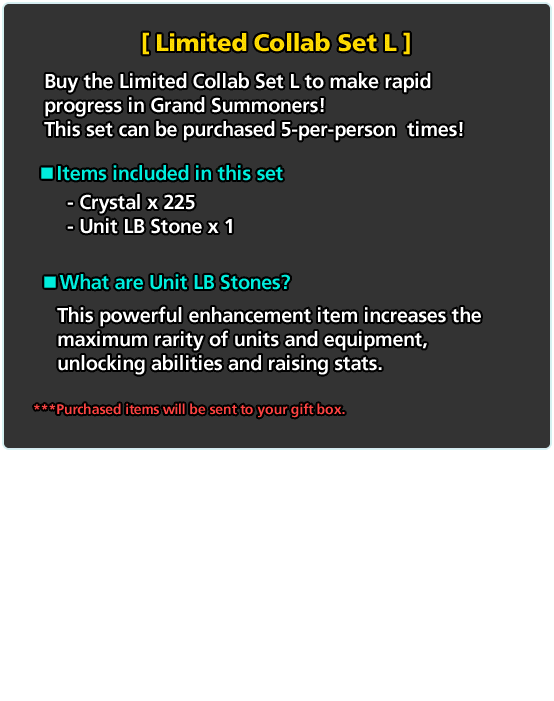 [ Limited Collab Set L ]
Buy the Limited Collab Set L to make rapid
progress in Grand Summoners!
This set can be purchased 5-per-person  times!
■Items included in this set
- Crystal x 225
- Unit LB Stone x 1
■What are Unit LB Stones?
This powerful enhancement item increases the
maximum rarity of units and equipment,
unlocking abilities and raising stats.
***Purchased items will be sent to your gift box.